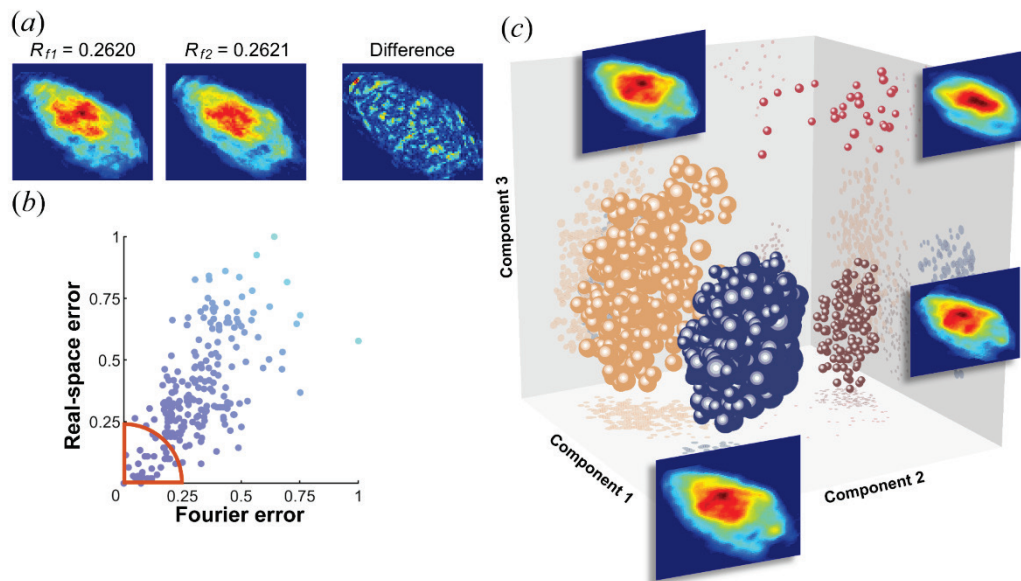 (a)
R_f1 = 0.2620
R_f2 = 0.2621
Difference
(b)
Real-space error
1
0.75
0.5
0.25
0
0.25
0.5
0.75
1
Fourier error
(c)
Component 3
Component 1
Component 2